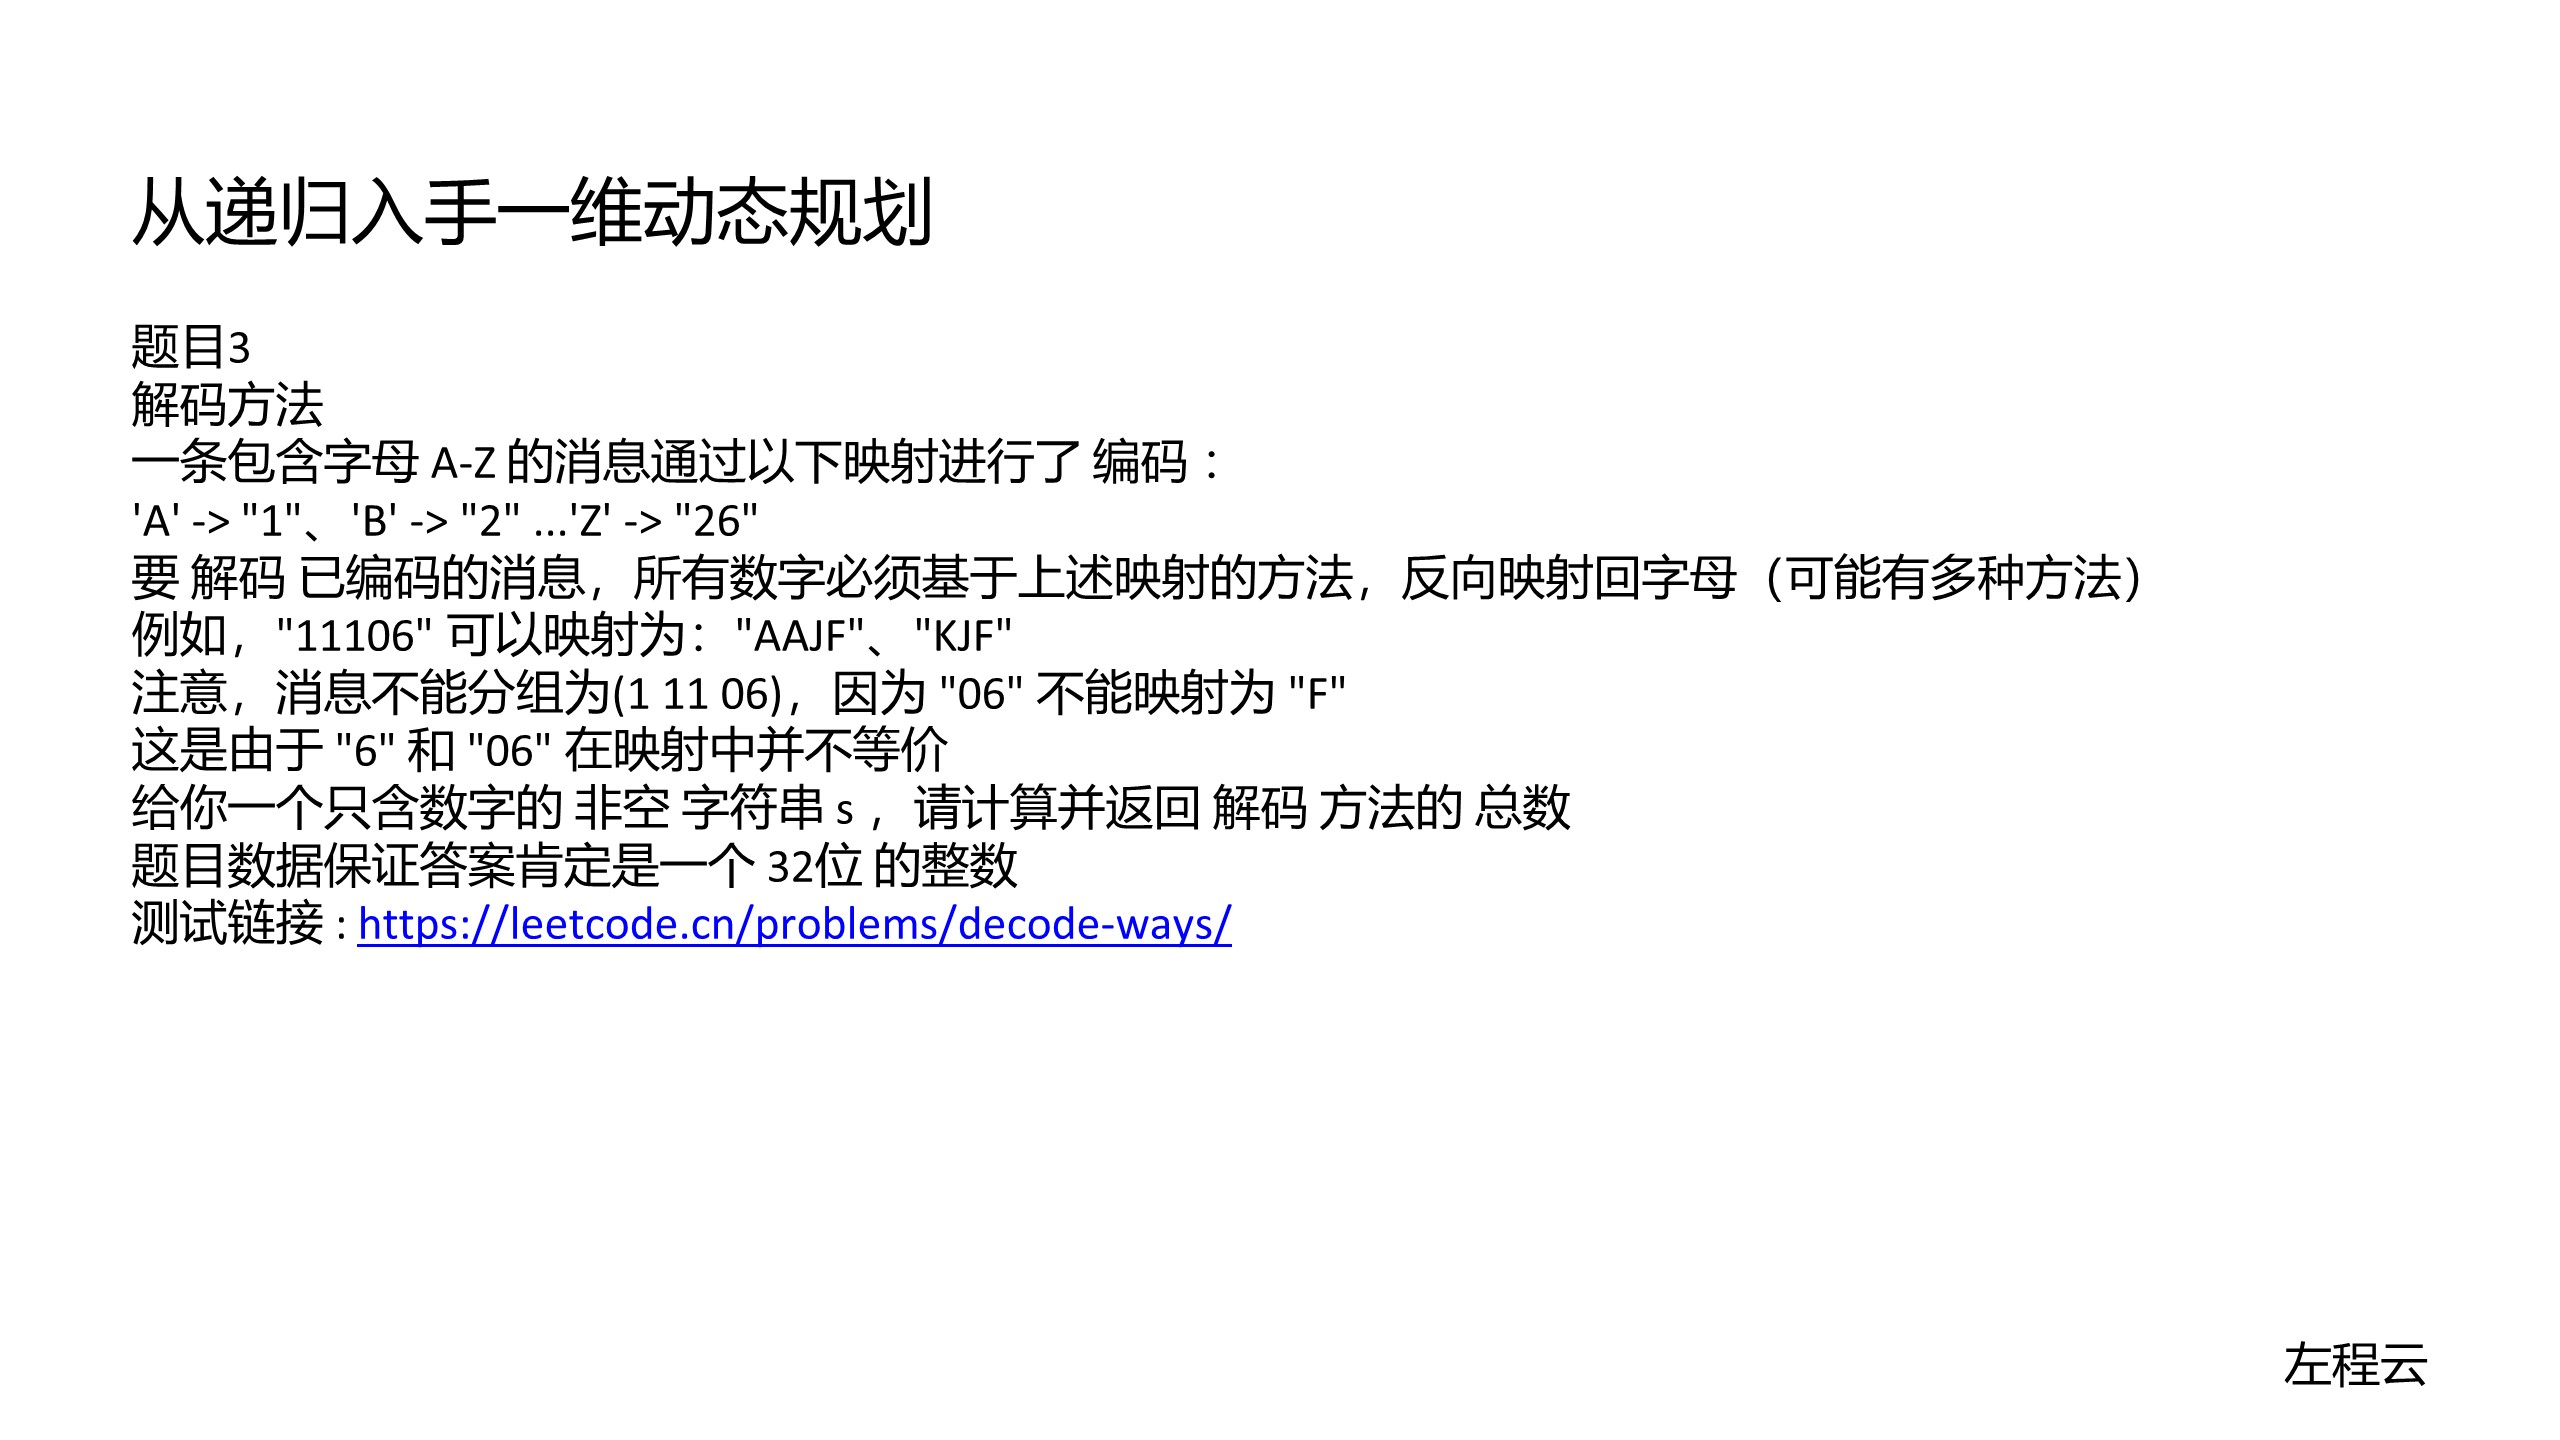 从递归入手一维动态规划
题目3
解码方法
一条包含字母 A-Z 的消息通过以下映射进行了 编码 ：
'A' -> "1"、'B' -> "2" ...'Z' -> "26"
要 解码 已编码的消息，所有数字必须基于上述映射的方法，反向映射回字母（可能有多种方法）
例如，"11106" 可以映射为："AAJF"、"KJF"
注意，消息不能分组为(1 11 06)，因为 "06" 不能映射为 "F"
这是由于 "6" 和 "06" 在映射中并不等价
给你一个只含数字的 非空 字符串 s ，请计算并返回 解码 方法的 总数
题目数据保证答案肯定是一个 32位 的整数
测试链接 : https://leetcode.cn/problems/decode-ways/
左程云